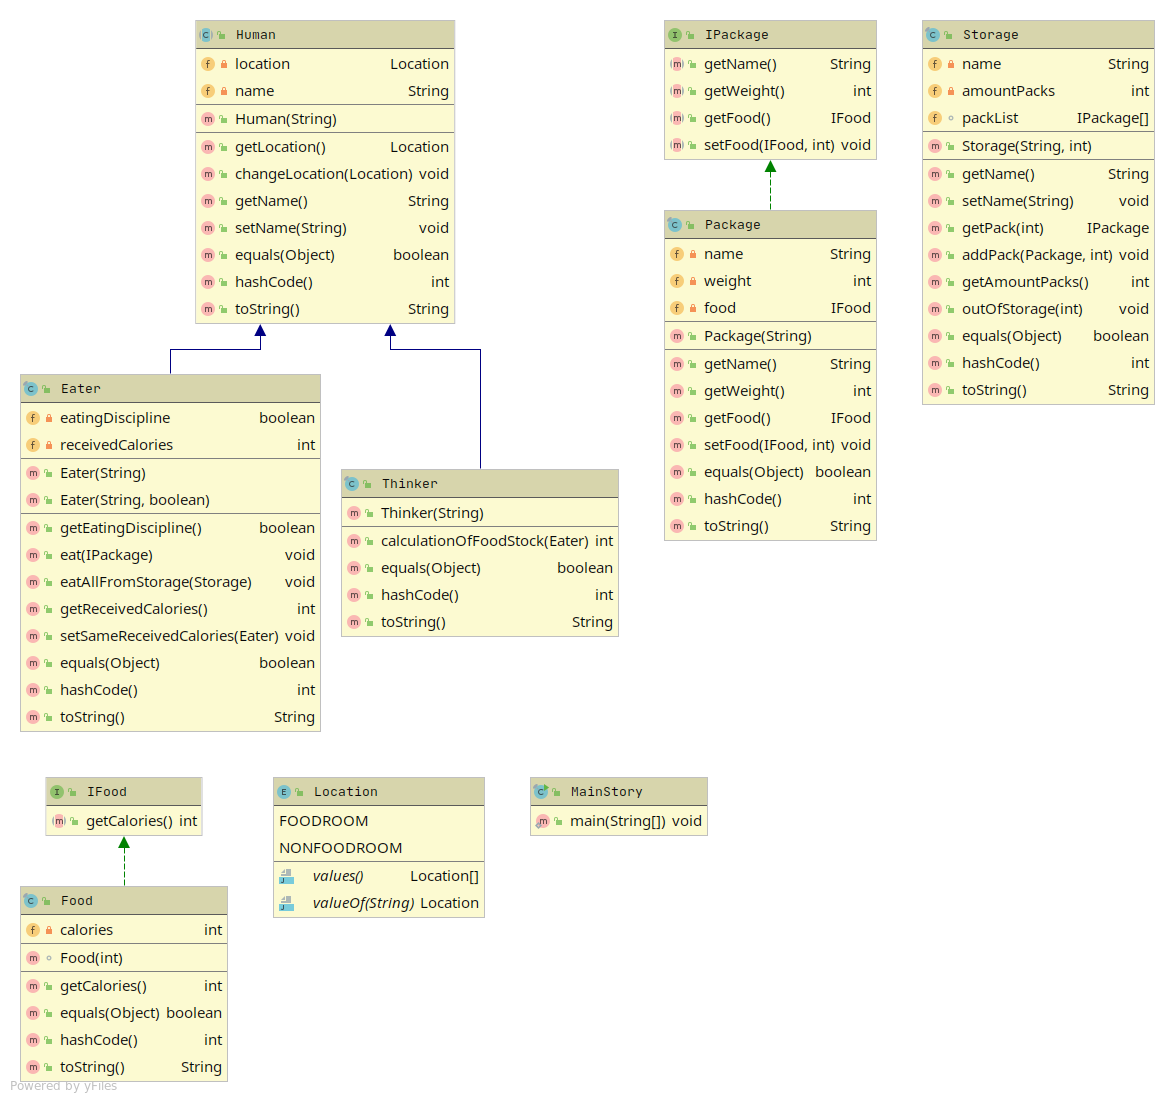 Human
location Location
name String
Human(String)
getLocation() Location
changeLocation(Location) void
getName() String
setName(String) void
equals(Object) boolean
hashCode() int
toString() String
IPackage
getName() String
getWeight() int
getFood() IFood
setFood(IFood, int) void
Storage
name String
amountPacks int
packList IPackage[]
Storage(String, int)
getName() String
setName(String) void
getPack(int) IPackage
addPack(Package, int) void
getAmountPacks() int
outOfStorage(int) void
equals(Object) boolean
hashCode() int
toString() String
Package
name String
weight int
food IFood
Package(String)
getName() String
getWeight() int
getFood() IFood
setFood(IFood, int) void
equals(Object) boolean
hashCode() int
toString() String
Eater
eatingDiscipline boolean
receivedCalories int
Eater(String)
Eater(String, boolean)
getEatingDiscipline() boolean
eat(IPackage) void
eatAllFromStorage(Storage) void
getReceivedCalories() int
setSameReceivedCalories(Eater) void
equals(Object) boolean
hashCode() int
toString() String
Thinker
Thinker(String)
calculationOfFoodStock(Eater) int
equals(Object) boolean
hashCode() int
toString() String
IFood
getCalories() int
Location
FOODROOM
NONFOODROOM
values() Location[]
valueOf(String) Location
MainStory
main(String[]) void
Food
calories int
Food(int)
getCalories() int
equals(Object) boolean
hashCode() int
toString() String
Powered by yFiles